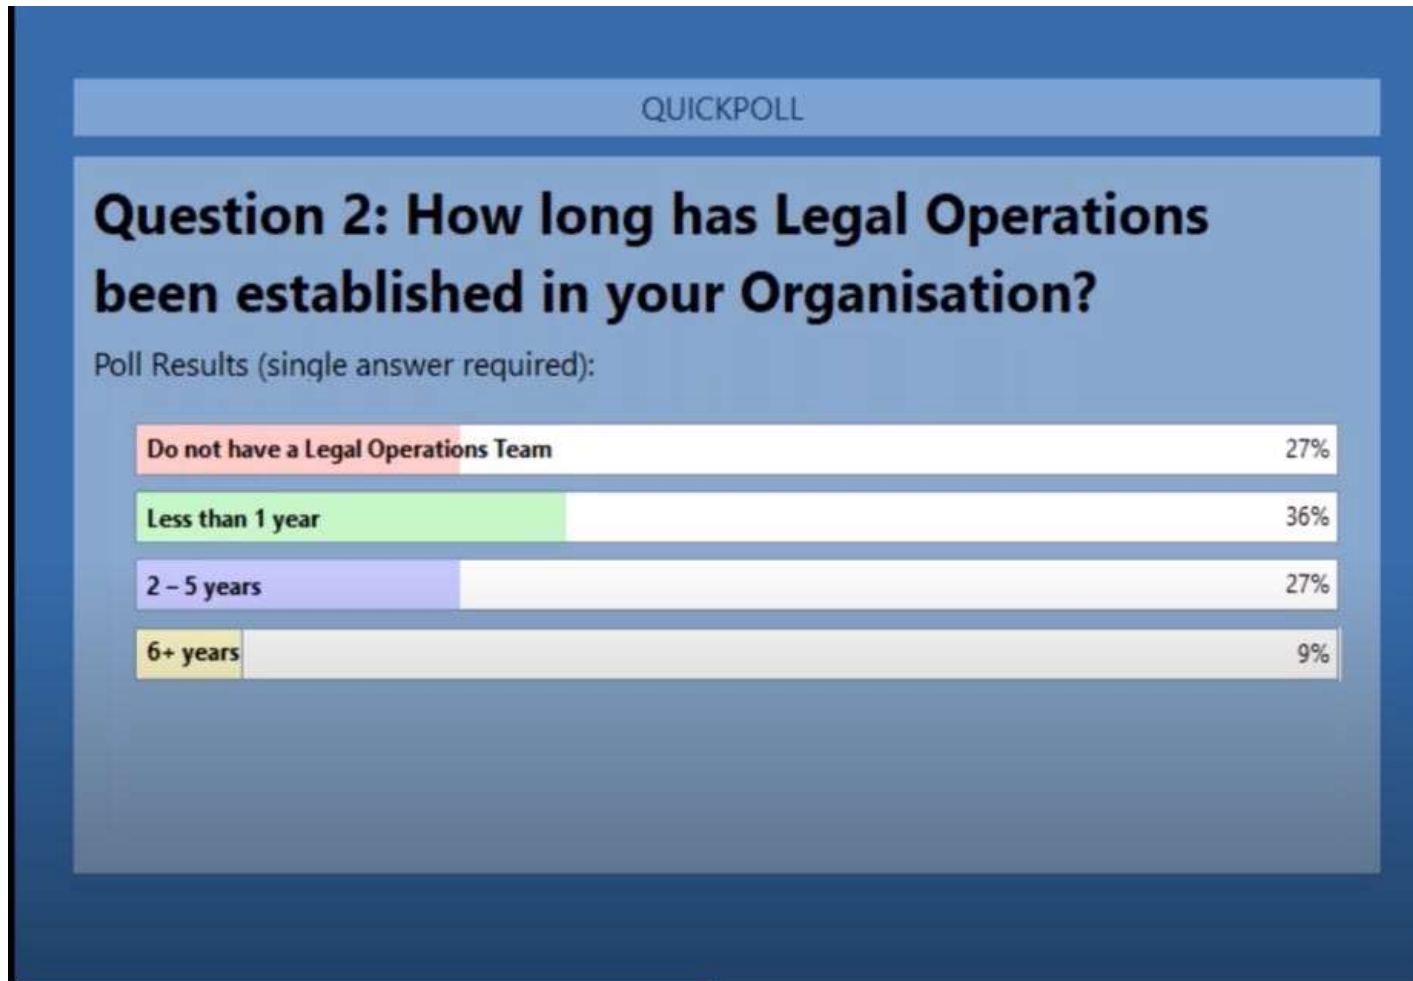 QUICKPOLL
Question 2: How long has Legal Operations
been established in your Organisation?
Poll Results (single answer required):
Do not have a Legal Operations Team 27%
Less than 1 year 36%
2 – 5 years 27%
6+ years 9%